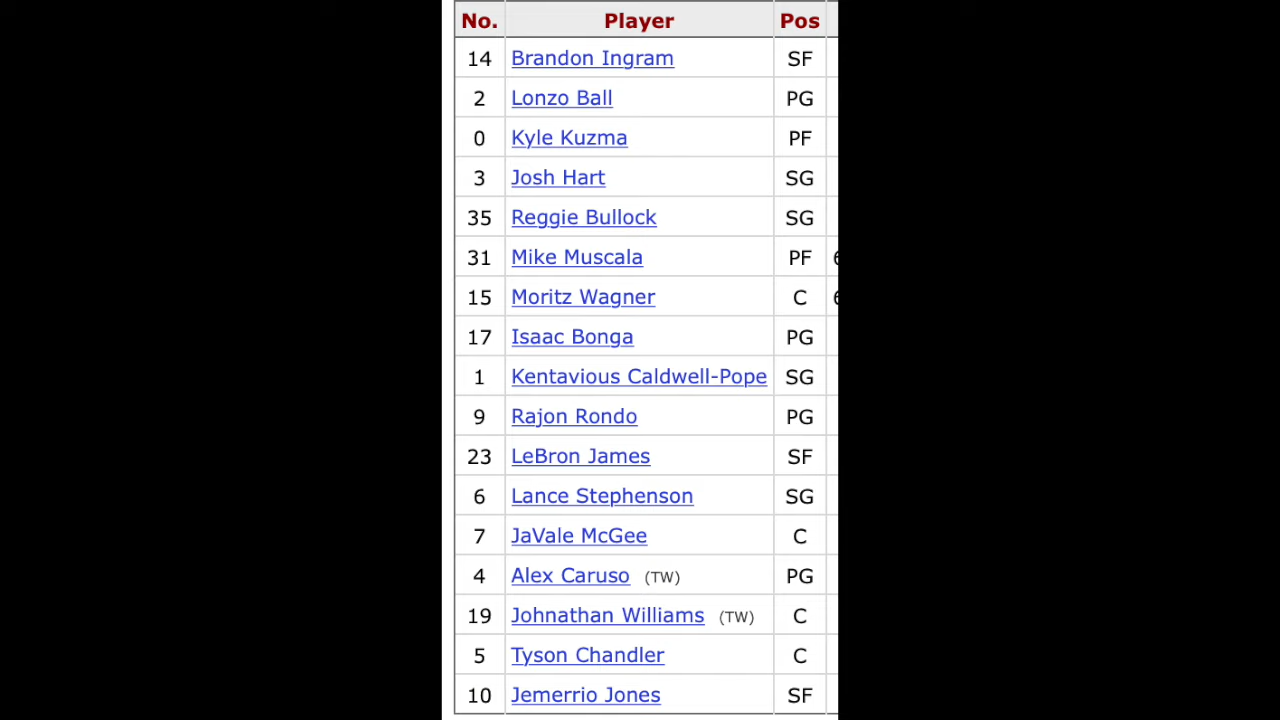 No. Player Pos
14 Brandon Ingram SF
2 Lonzo Ball PG
0 Kyle Kuzma PF
3 Josh Hart SG
35 Reggie Bullock SG
31 Mike Muscala PF
15 Moritz Wagner C
17 Isaac Bonga PG
1 Kentavious Caldwell-Pope SG
9 Rajon Rondo PG
23 LeBron James SF
6 Lance Stephenson SG
7 JaVale McGee C
4 Alex Caruso (TW) PG
19 Johnathan Williams (TW) C
5 Tyson Chandler C
10 Jemerrio Jones SF